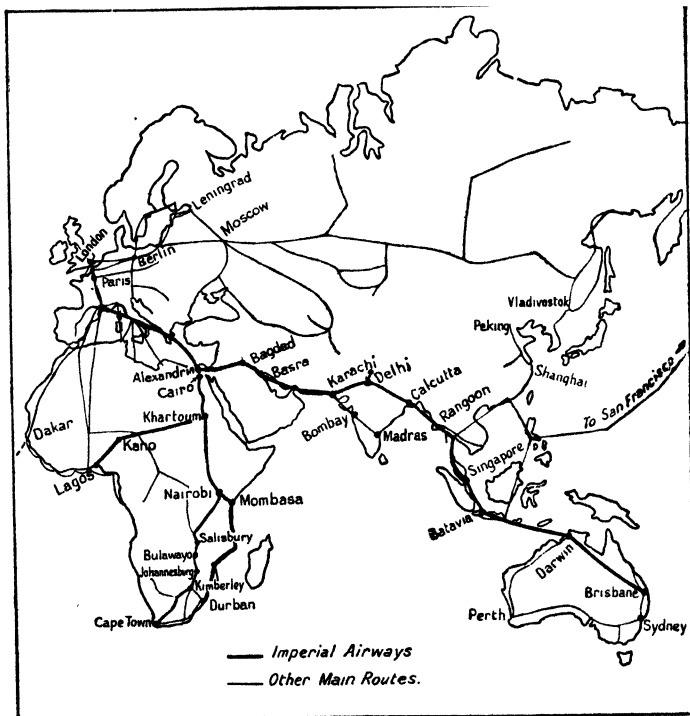 Leningrad
Moscow
London
Berlin
Paris
Vladivostok
Peking
Alexandria
Cairo
Bagdad
Basra
Karachi
Delhi
Calcutta
Shanghai
Rangoon
Bombay
Madras
To San Francisco
Khartoum
Dakar
Kano
Lagos
Singapore
Nairobi
Mombasa
Batavia
Salisbury
Bulawayo
Johannesburg
Kimberley
Durban
Cape Town
Darwin
Brisbane
Perth
Sydney
Imperial Airways
Other Main Routes.